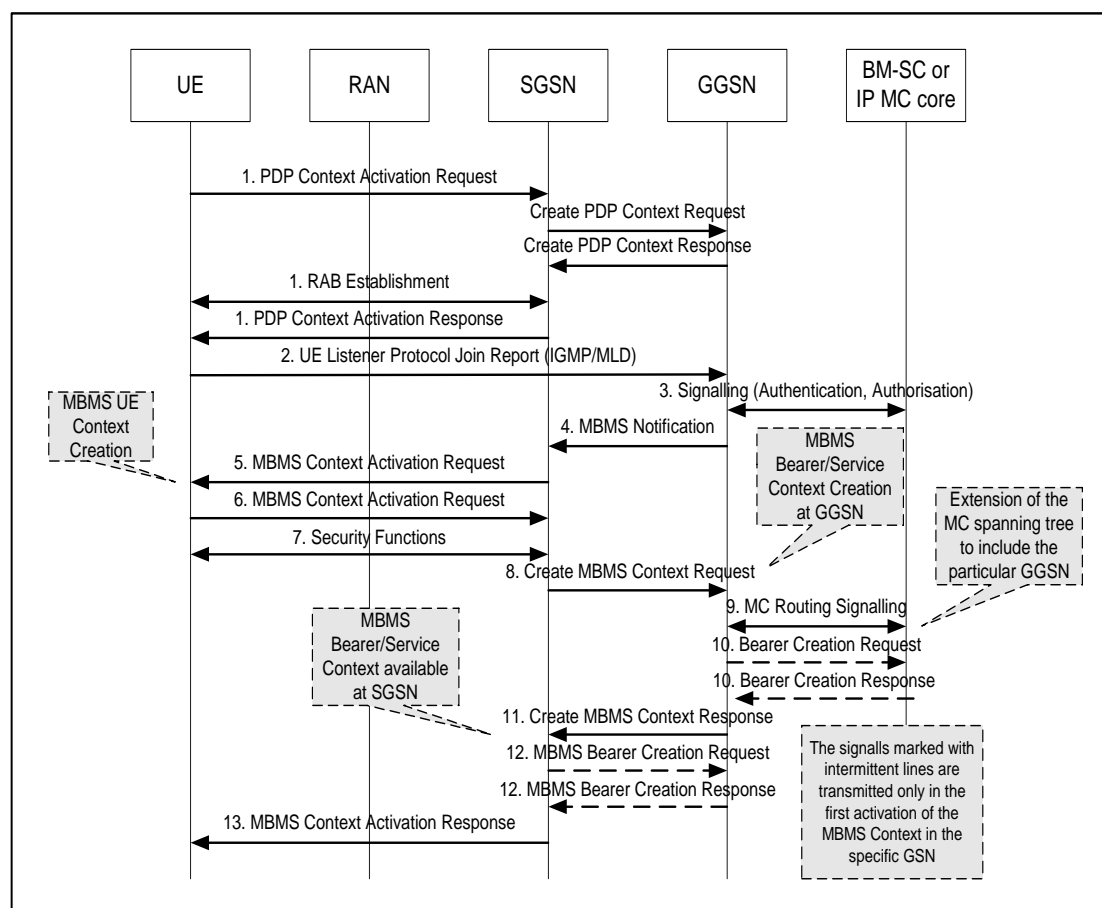 UE
RAN
SGSN
GGSN
BM-SC or
IP MC core
1. PDP Context Activation Request
Create PDP Context Request
Create PDP Context Response
1. RAB Establishment
1. PDP Context Activation Response
2. UE Listener Protocol Join Report (IGMP/MLD)
3. Signalling (Authentication, Authorisation)
MBMS UE
Context
Creation
4. MBMS Notification
MBMS
Bearer/Service
Context Creation
at GGSN
5. MBMS Context Activation Request
6. MBMS Context Activation Request
Extension of the
MC spanning tree
to include the
particular GGSN
7. Security Functions
8. Create MBMS Context Request
9. MC Routing Signalling
MBMS
Bearer/Service
Context available
at SGSN
10. Bearer Creation Request
10. Bearer Creation Response
11. Create MBMS Context Response
12. MBMS Bearer Creation Request
12. MBMS Bearer Creation Response
The signalls marked with
intermittent lines are
transmitted only in the
first activation of the
MBMS Context in the
specific GSN
13. MBMS Context Activation Response